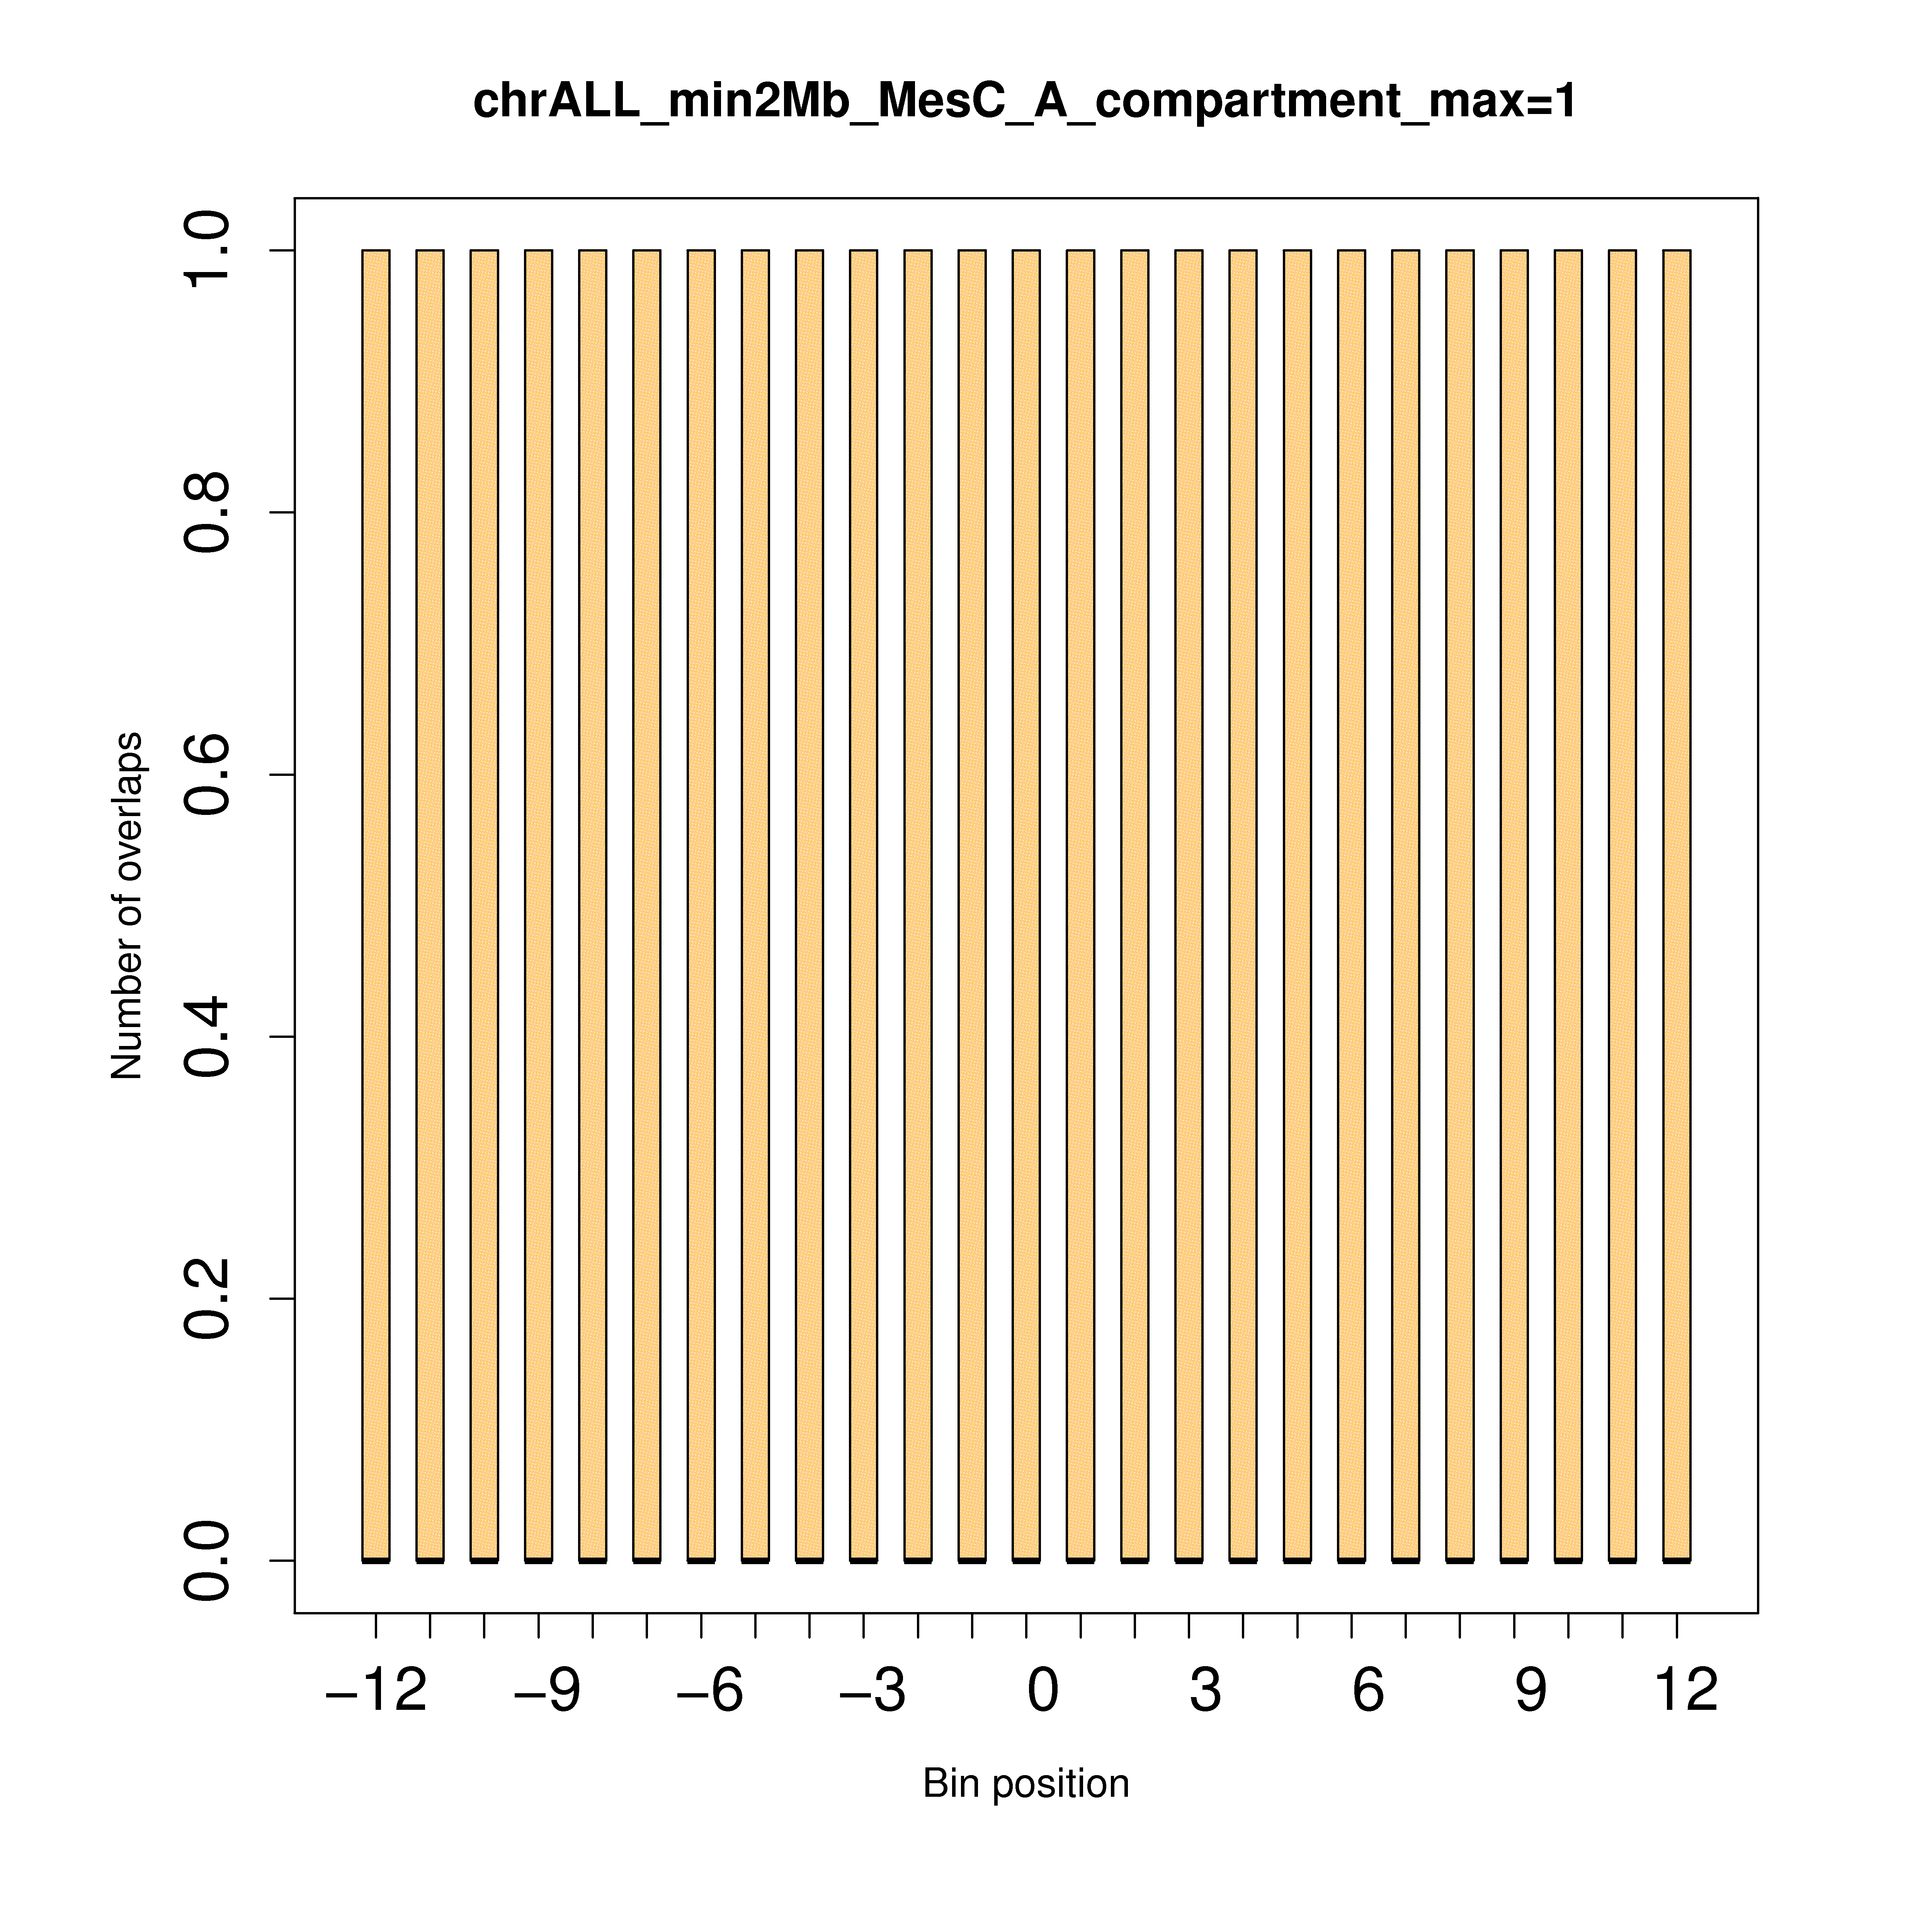 chrALL_min2Mb_MesC_A_compartment_max=1
1.0
0.8
0.6
0.4
0.2
0.0
Number of overlaps
−12 −9 −6 −3 0 3 6 9 12
Bin position